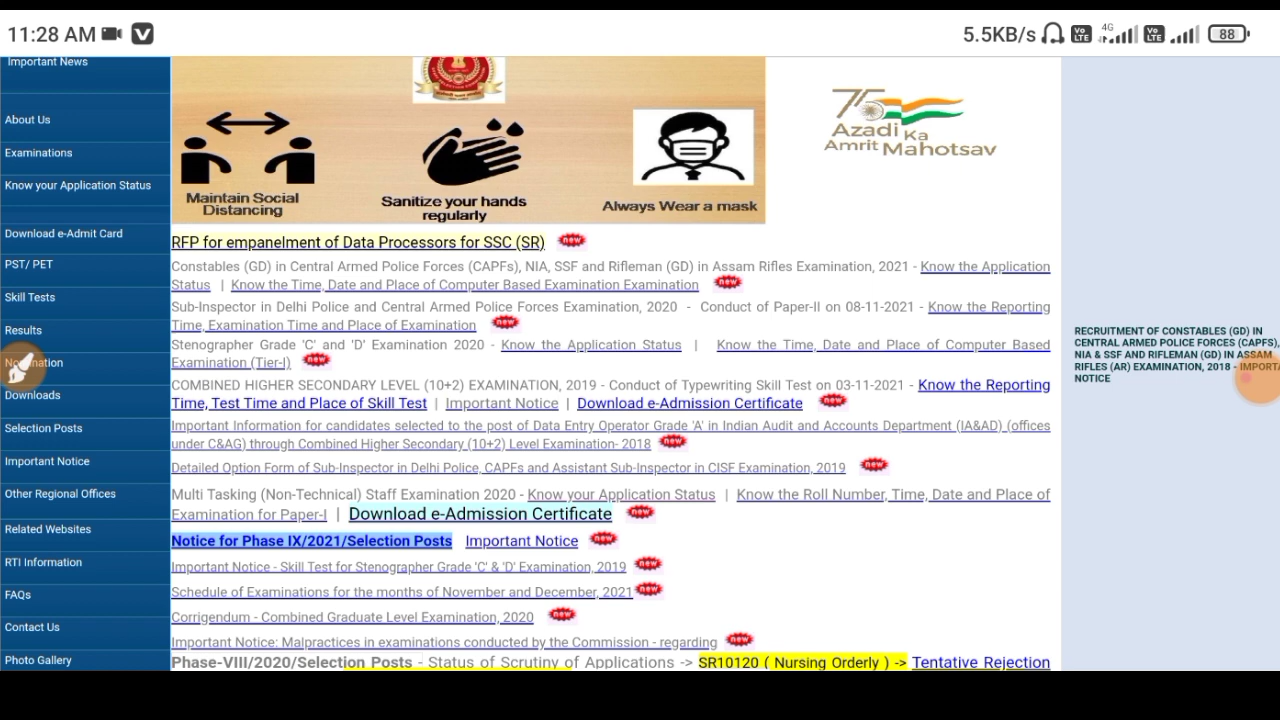 11:28 AM
5.5KB/s 4G 88
Important News
About Us
Examinations
Know your Application Status
Download e-Admit Card
PST/ PET
Skill Tests
Results
Downloads
Selection Posts
Important Notice
Other Regional Offices
Related Websites
RTI Information
FAQs
Contact Us
Photo Gallery
Maintain Social
Distancing
Sanitize your hands
regularly
Always Wear a mask
Azadi Ka
Amrit Mahotsav
RFP for empanelment of Data Processors for SSC (SR) new
Constables (GD) in Central Armed Police Forces (CAPFs), NIA, SSF and Rifleman (GD) in Assam Rifles Examination, 2021 - Know the Application
Status | Know the Time, Date and Place of Computer Based Examination Examination new
Sub-Inspector in Delhi Police and Central Armed Police Forces Examination, 2020 - Conduct of Paper-II on 08-11-2021 - Know the Reporting
Time, Examination Time and Place of Examination new
Stenographer Grade 'C' and 'D' Examination 2020 - Know the Application Status | Know the Time, Date and Place of Computer Based
Examination (Tier-I) new
COMBINED HIGHER SECONDARY LEVEL (10+2) EXAMINATION, 2019 - Conduct of Typewriting Skill Test on 03-11-2021 - Know the Reporting
Time, Test Time and Place of Skill Test | Important Notice | Download e-Admission Certificate new
Important Information for candidates selected to the post of Data Entry Operator Grade 'A' in Indian Audit and Accounts Department (IA&AD) (offices
under C&AG) through Combined Higher Secondary (10+2) Level Examination- 2018 new
Detailed Option Form of Sub-Inspector in Delhi Police, CAPFs and Assistant Sub-Inspector in CISF Examination, 2019 new
Multi Tasking (Non-Technical) Staff Examination 2020 - Know your Application Status | Know the Roll Number, Time, Date and Place of
Examination for Paper-I | Download e-Admission Certificate new
Notice for Phase IX/2021/Selection Posts Important Notice new
Important Notice - Skill Test for Stenographer Grade 'C' & 'D' Examination, 2019 new
Schedule of Examinations for the months of November and December, 2021 new
Corrigendum - Combined Graduate Level Examination, 2020 new
Important Notice: Malpractices in examinations conducted by the Commission - regarding new
Phase-VIII/2020/Selection Posts - Status of Scrutiny of Applications -> SR10120 ( Nursing Orderly ) -> Tentative Rejection
RECRUITMENT OF CONSTABLES (GD) IN
CENTRAL ARMED POLICE FORCES (CAPFS),
NIA & SSF AND RIFLEMAN (GD) IN ASSAM
RIFLES (AR) EXAMINATION, 2018 -
NOTICE